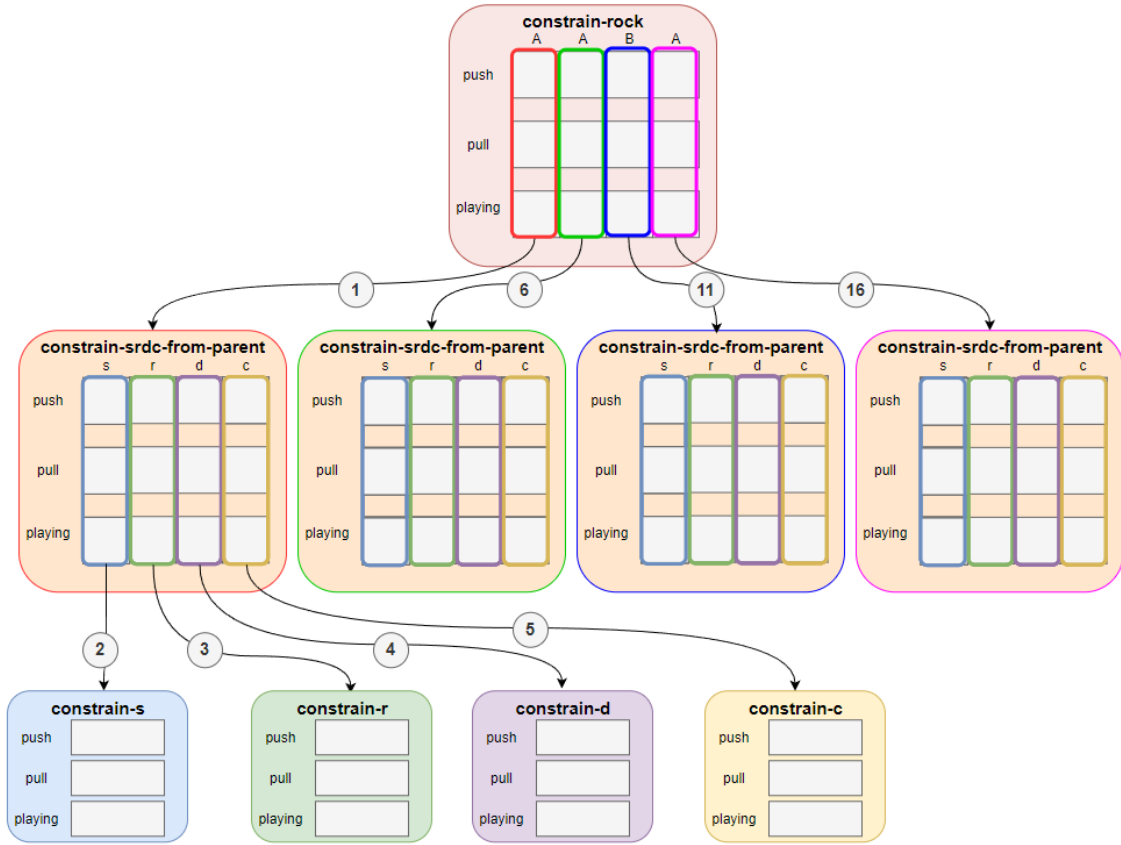 constrain-rock
A A B A
push
pull
playing
1 6 11 16
constrain-srdc-from-parent
s r d c
push
pull
playing
constrain-srdc-from-parent
s r d c
push
pull
playing
constrain-srdc-from-parent
s r d c
push
pull
playing
constrain-srdc-from-parent
s r d c
push
pull
playing
2 3 4 5
constrain-s
push
pull
playing
constrain-r
push
pull
playing
constrain-d
push
pull
playing
constrain-c
push
pull
playing